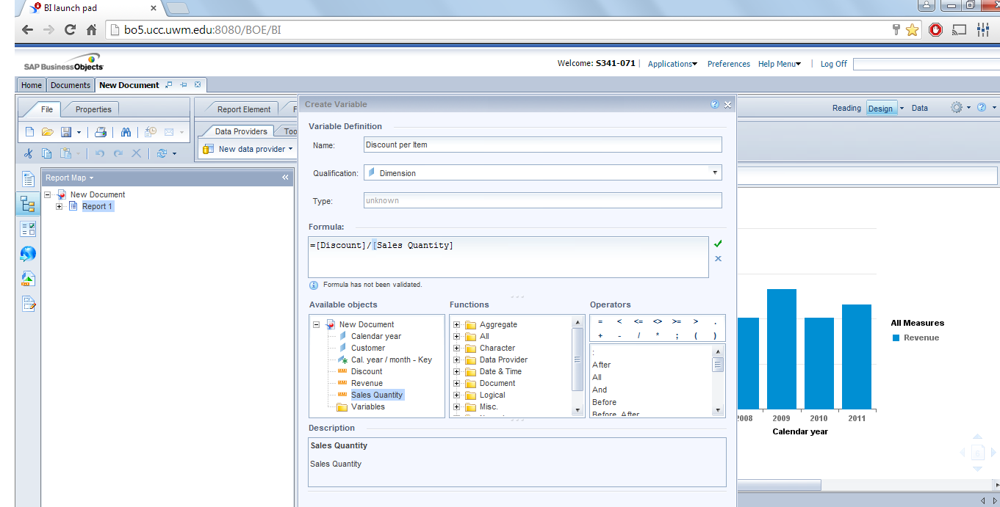 BI launch pad
bo5.ucc.uwm.edu:8080/BOE/BI
SAP BusinessObjects
Welcome: S341-071 | Applications Preferences Help Menu | Log Off
Home Documents New Document
File Properties
Report Element
Data Providers Too
New data provider
Reading Design Data
Report Map
New Document
Report 1
Create Variable
Variable Definition
Name: Discount per Item
Qualification: Dimension
Type: unknown
Formula:
=[Discount]/[Sales Quantity]
Formula has not been validated.
Available objects
New Document
Calendar year
Customer
Cal. year / month - Key
Discount
Revenue
Sales Quantity
Variables
Functions
Aggregate
All
Character
Data Provider
Date & Time
Document
Logical
Misc.
Operators
= < <= <> >= > .
+ - / * ; ( )
:
After
All
And
Before
Before_After
Description
Sales Quantity
Sales Quantity
2008 2009 2010 2011
Calendar year
All Measures
Revenue